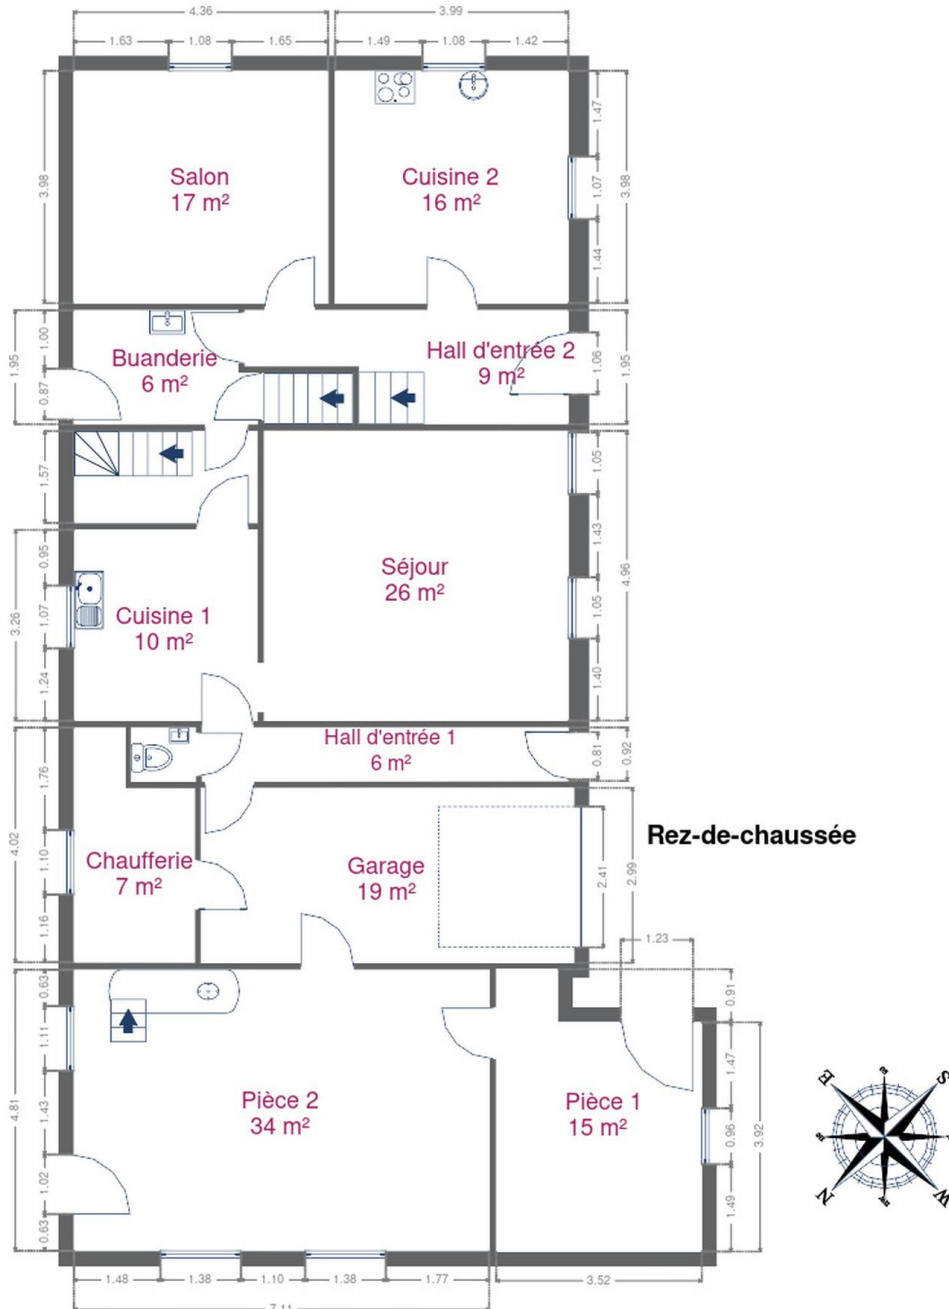 4.36
3.99
1.63
1.08
1.65
1.49
1.08
1.42
3.98
Salon
17 m²
Cuisine 2
16 m²
1.47
1.07
1.44
3.98
1.95
1.00
0.87
Buanderie
6 m²
Hall d'entrée 2
9 m²
1.06
1.95
1.57
3.26
0.95
1.07
1.24
Cuisine 1
10 m²
Séjour
26 m²
1.05
1.43
1.05
1.40
4.96
Hall d'entrée 1
6 m²
0.81
0.92
4.02
1.76
1.10
1.16
Chaufferie
7 m²
Garage
19 m²
2.41
2.99
Rez-de-chaussée
1.23
4.81
0.63
1.11
1.43
1.02
0.63
Pièce 2
34 m²
Pièce 1
15 m²
0.91
1.47
0.96
1.49
3.92
E
S
N
W
1.48
1.38
1.10
1.38
1.77
3.52
7.11